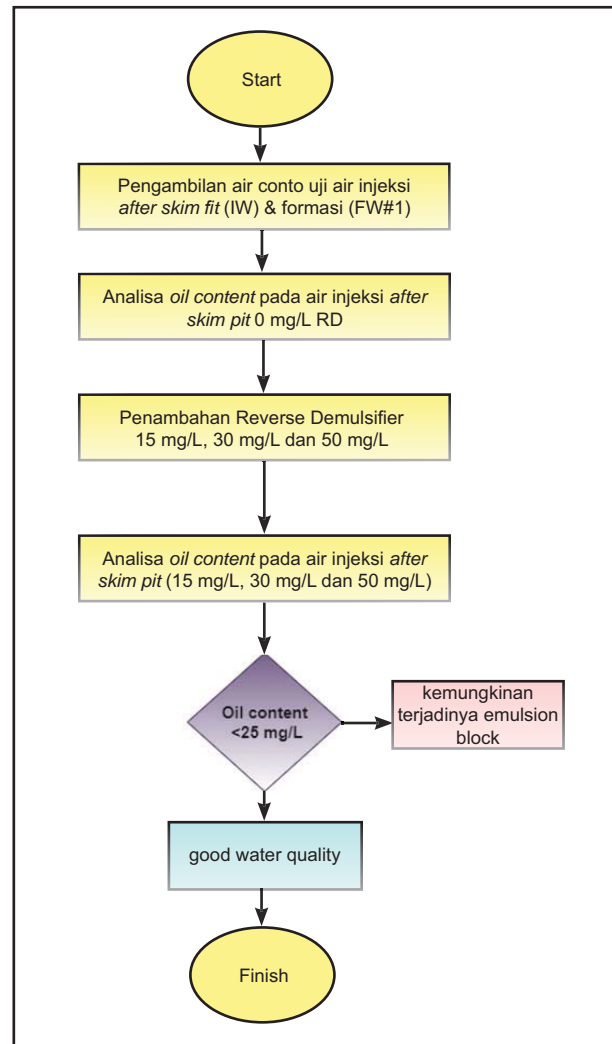 Start
Pengambilan air conto uji air injeksi
after skim fit (IW) & formasi (FW#1)
Analisa oil content pada air injeksi after
skim pit 0 mg/L RD
Penambahan Reverse Demulsifier
15 mg/L, 30 mg/L dan 50 mg/L
Analisa oil content pada air injeksi after
skim pit (15 mg/L, 30 mg/L dan 50 mg/L)
Oil content
<25 mg/L
kemungkinan
terjadinya emulsion
block
good water quality
Finish